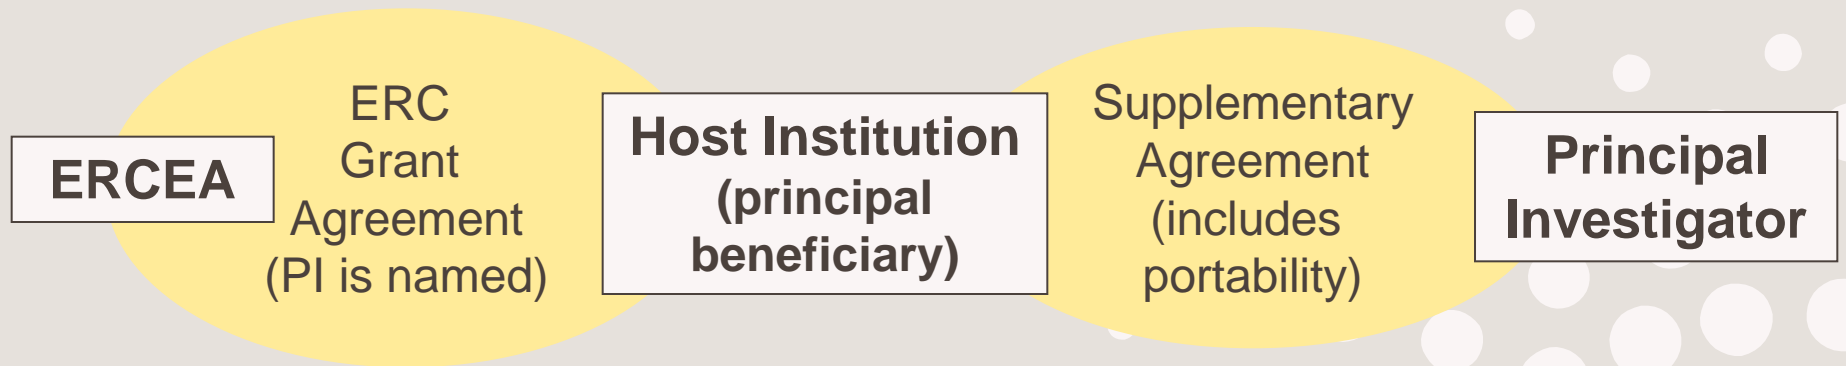 ERCEA
ERC
Grant
Agreement
(PI is named)
Host Institution
(principal
beneficiary)
Supplementary
Agreement
(includes
portability)
Principal
Investigator